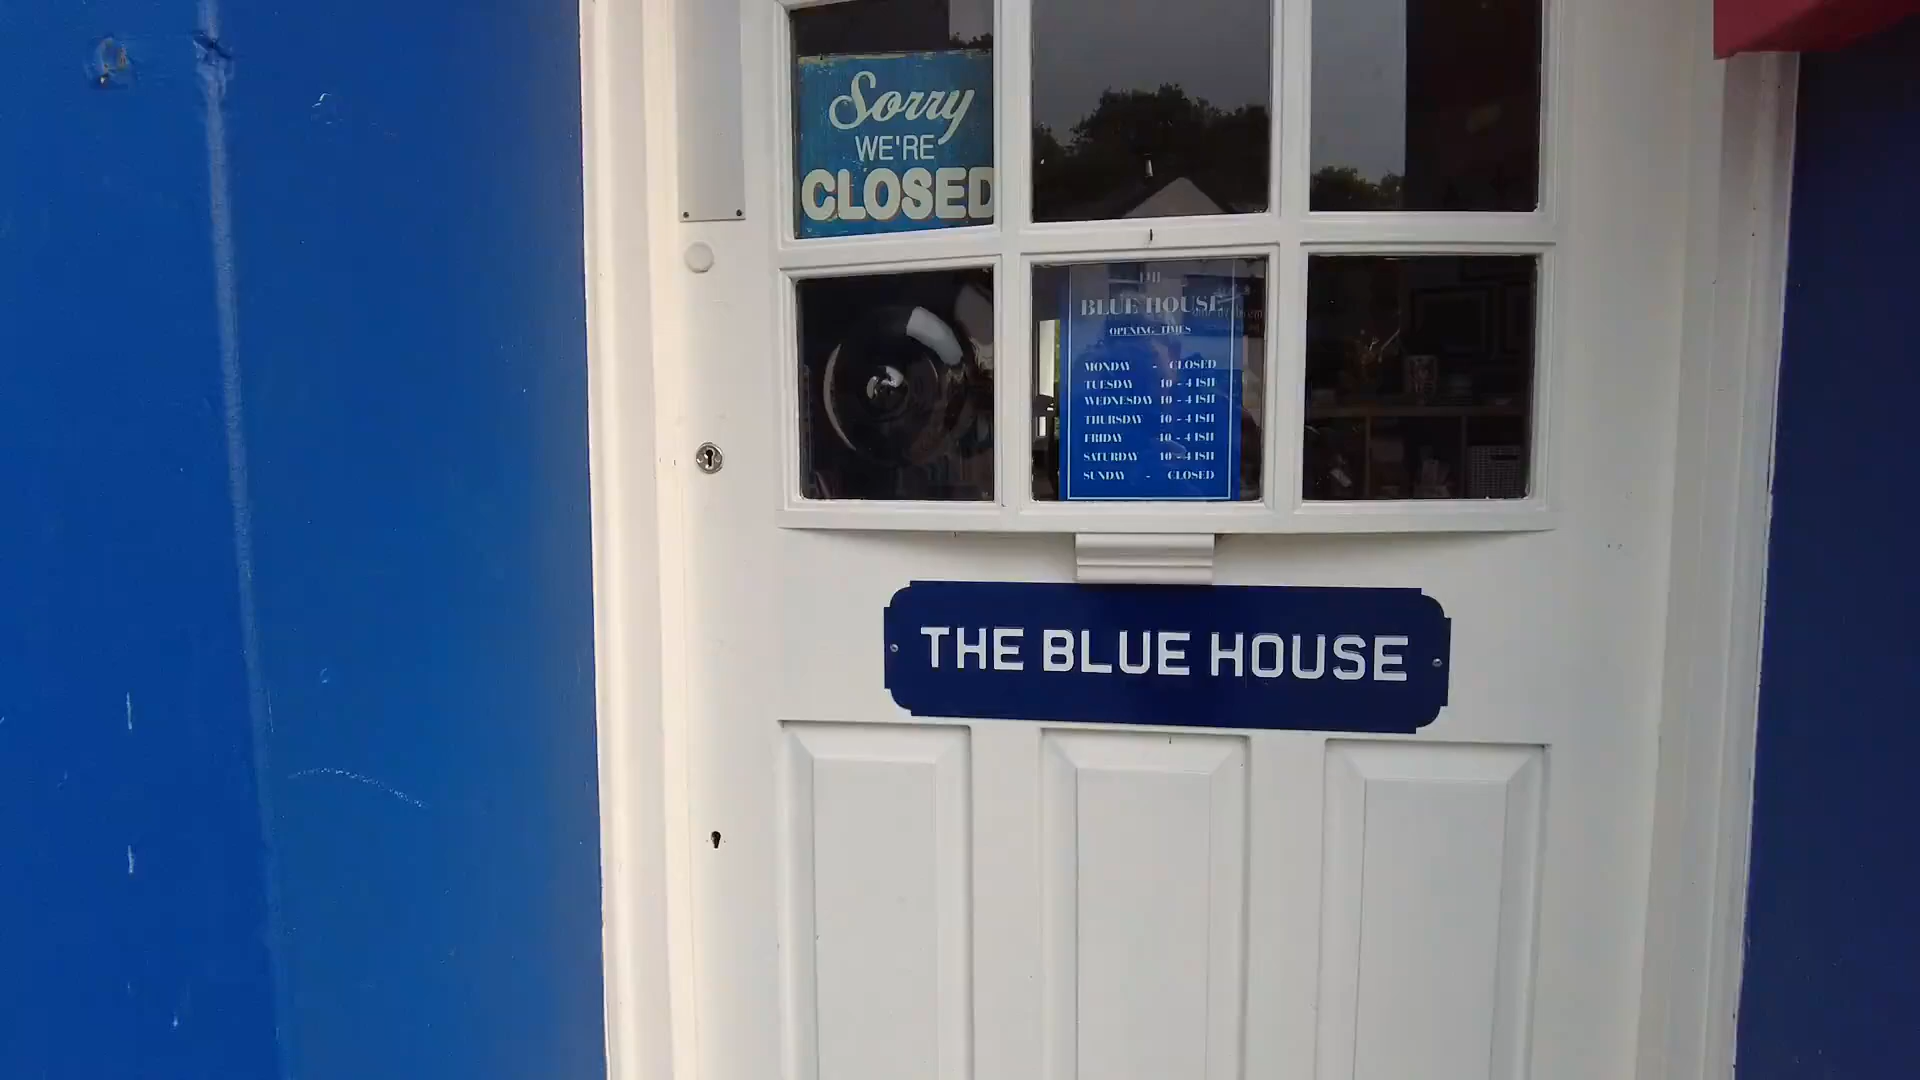 Sorry
WE'RE
CLOSED
BLUE HOUSE
OPENING TIMES
MONDAY - CLOSED
TUESDAY 10 - 4 ISH
WEDNESDAY 10 - 4 ISH
THURSDAY 10 - 4 ISH
FRIDAY 10 - 4 ISH
SATURDAY 10 - 4 ISH
SUNDAY - CLOSED
THE BLUE HOUSE